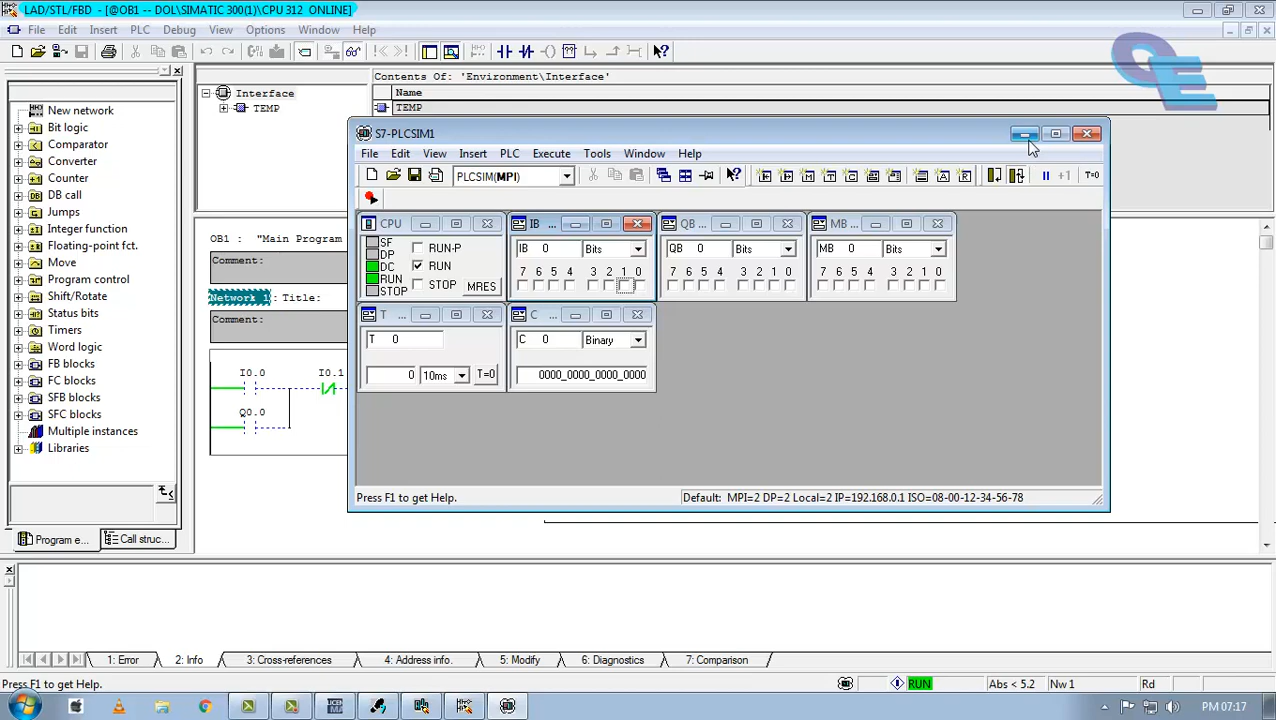 LAD/STL/FBD - [@OB1 -- DOL\SIMATIC 300(1)\CPU 312 ONLINE]
File Edit Insert PLC Debug View Options Window Help
Contents Of: 'Environment\Interface'
Interface
TEMP
Name
TEMP
New network
Bit logic
Comparator
Converter
Counter
DB call
Jumps
Integer function
Floating-point fct.
Move
Program control
Shift/Rotate
Status bits
Timers
Word logic
FB blocks
FC blocks
SFB blocks
SFC blocks
Multiple instances
Libraries
Program e...
Call struc...
OB1 : "Main Program
Comment:
Network 1: Title:
Comment:
I0.0
I0.1
Q0.0
S7-PLCSIM1
File Edit View Insert PLC Execute Tools Window Help
PLCSIM(MPI)
+1 T=0
CPU
SF
DP
DC
RUN
STOP
RUN-P
RUN
STOP
MRES
IB ...
IB 0 Bits
7 6 5 4 3 2 1 0
QB ...
QB 0 Bits
7 6 5 4 3 2 1 0
MB ...
MB 0 Bits
7 6 5 4 3 2 1 0
T ...
T 0
0 10ms T=0
C ...
C 0 Binary
0000_0000_0000_0000
Press F1 to get Help.
Default: MPI=2 DP=2 Local=2 IP=192.168.0.1 ISO=08-00-12-34-56-78
1: Error 2: Info 3: Cross-references 4: Address info. 5: Modify 6: Diagnostics 7: Comparison
Press F1 to get Help.
RUN
Abs < 5.2
Nw 1
Rd
PM 07:17